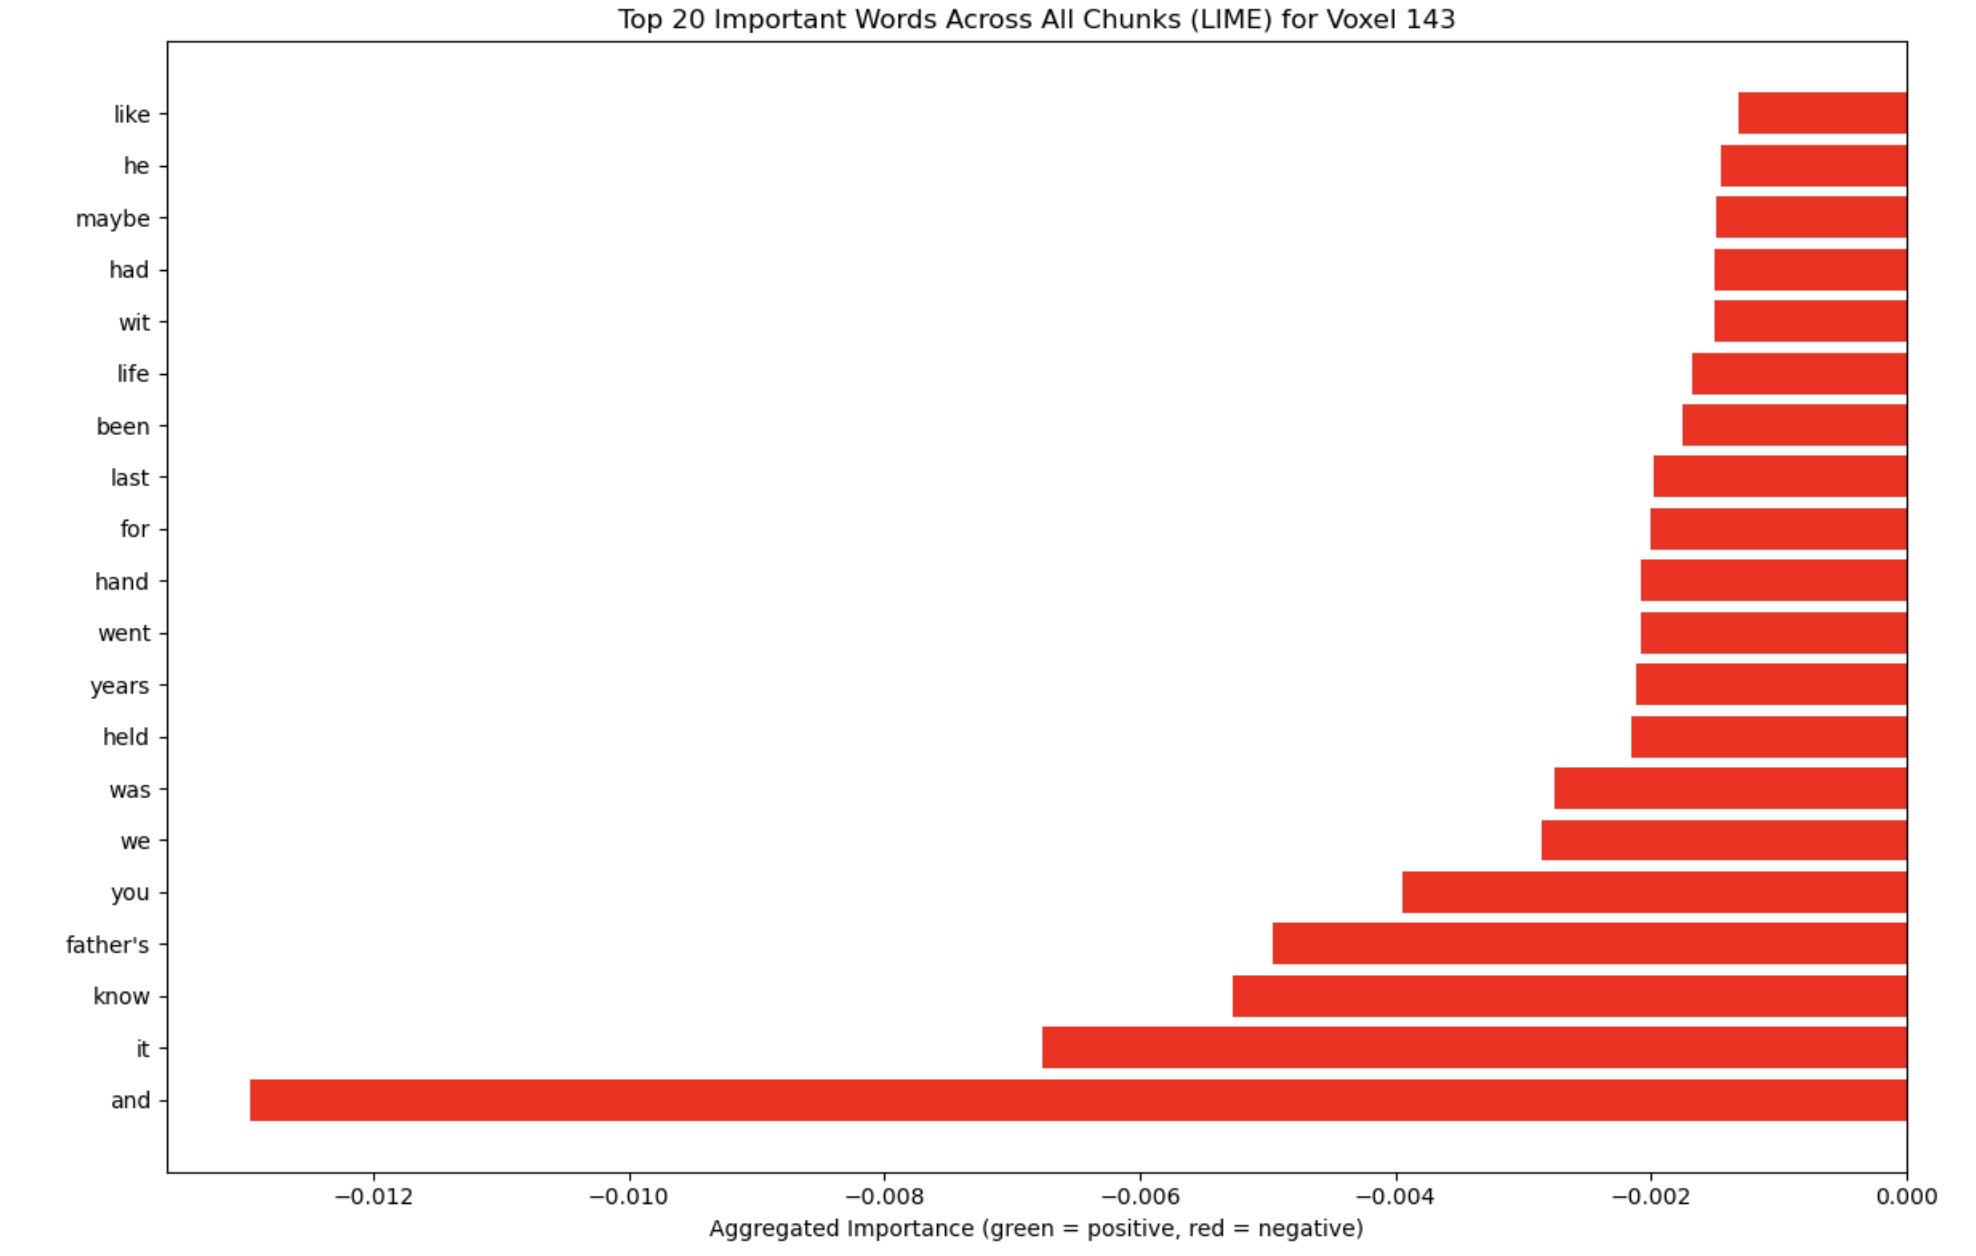 Top 20 Important Words Across All Chunks (LIME) for Voxel 143
like
he
maybe
had
wit
life
been
last
for
hand
went
years
held
was
we
you
father's
know
it
and
−0.012 −0.010 −0.008 −0.006 −0.004 −0.002 0.000
Aggregated Importance (green = positive, red = negative)